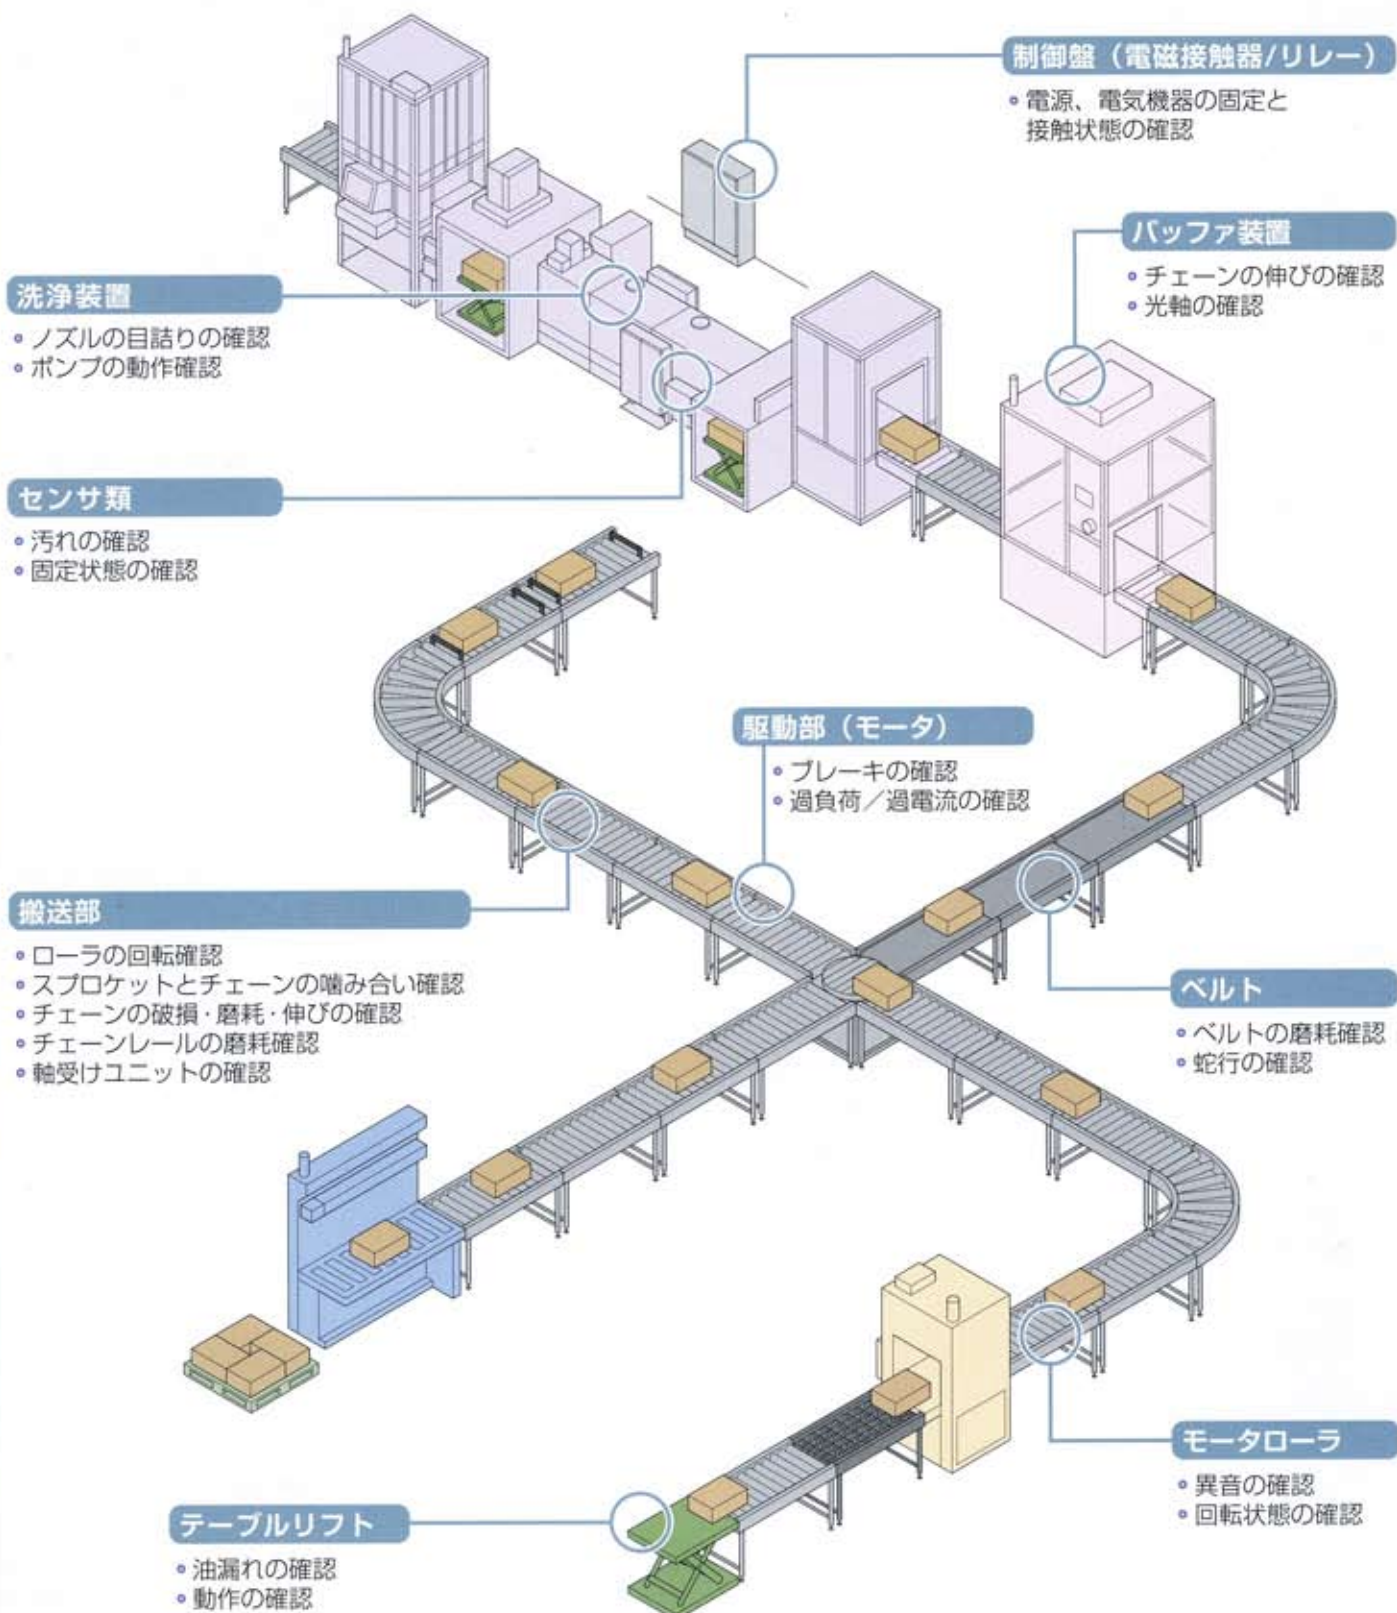 制御盤（電磁接触器/リレー）
• 電源、電気機器の固定と
接触状態の確認
バッファ装置
• チェーンの伸びの確認
• 光軸の確認
洗浄装置
• ノズルの目詰りの確認
• ポンプの動作確認
センサ類
• 汚れの確認
• 固定状態の確認
駆動部（モータ）
• ブレーキの確認
• 過負荷／過電流の確認
搬送部
• ローラの回転確認
• スプロケットとチェーンの噛み合い確認
• チェーンの破損・磨耗・伸びの確認
• チェーンレールの磨耗確認
• 軸受けユニットの確認
ベルト
• ベルトの磨耗確認
• 蛇行の確認
モータローラ
• 異音の確認
• 回転状態の確認
テーブルリフト
• 油漏れの確認
• 動作の確認